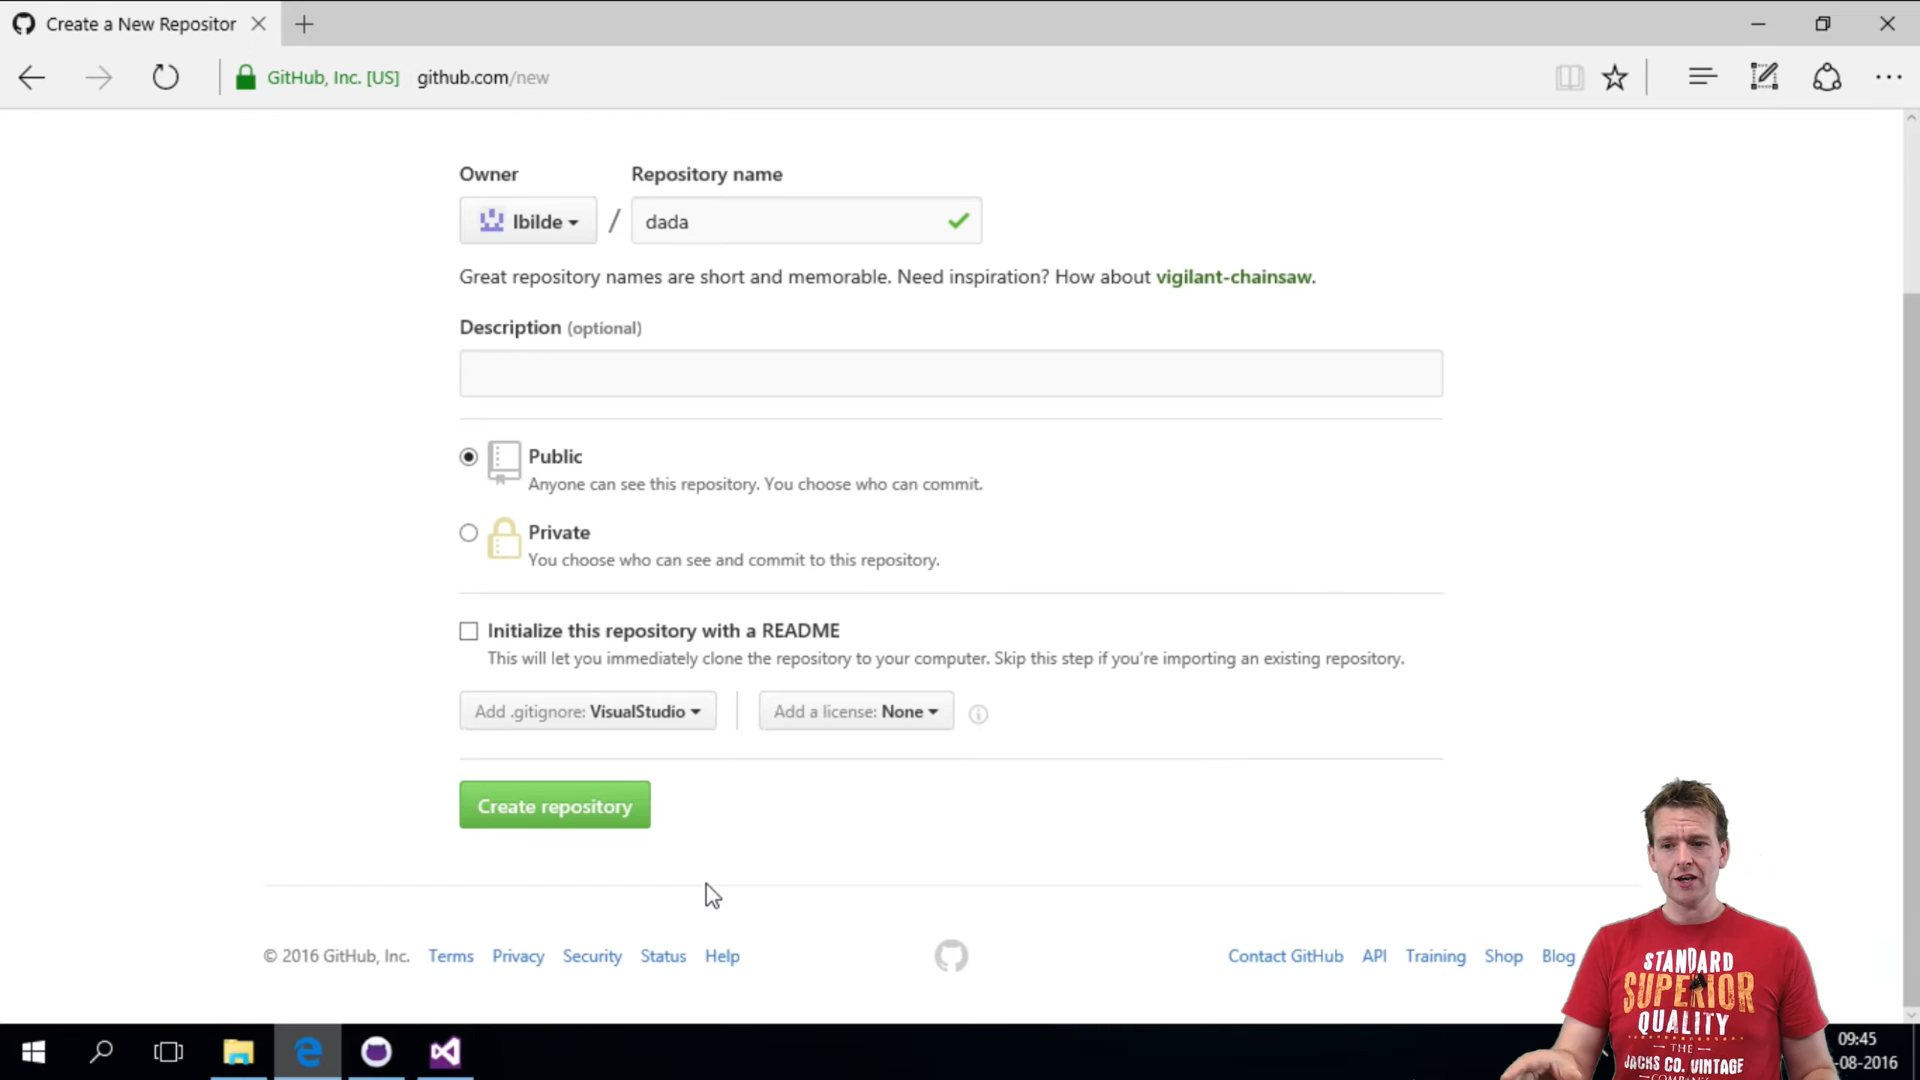 Create a New Repositor
GitHub, Inc. [US] github.com/new
Owner Repository name
lbilde / dada
Great repository names are short and memorable. Need inspiration? How about vigilant-chainsaw.
Description (optional)
Public
Anyone can see this repository. You choose who can commit.
Private
You choose who can see and commit to this repository.
Initialize this repository with a README
This will let you immediately clone the repository to your computer. Skip this step if you're importing an existing repository.
Add .gitignore: VisualStudio Add a license: None
Create repository
© 2016 GitHub, Inc. Terms Privacy Security Status Help Contact GitHub API Training Shop Blog
STANDARD
SUPERIOR
QUALITY
THE
JACKS CO. VINTAGE
09:45
-08-2016